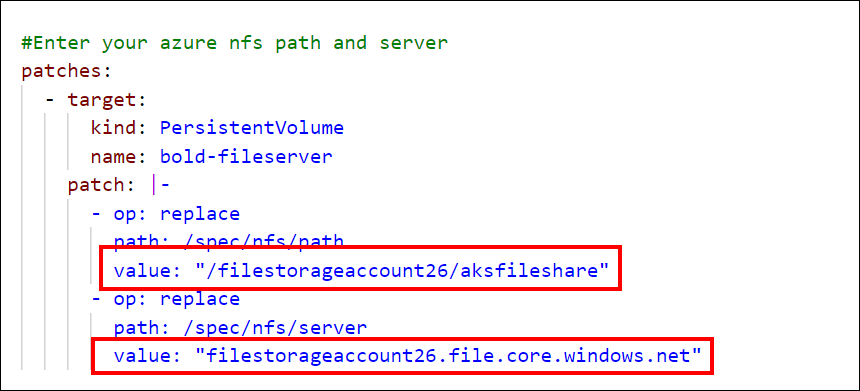 #Enter your azure nfs path and server
patches:
  - target:
      kind: PersistentVolume
      name: bold-fileserver
    patch: |-
      - op: replace
        path: /spec/nfs/path
        value: "/filestorageaccount26/aksfileshare"
      - op: replace
        path: /spec/nfs/server
        value: "filestorageaccount26.file.core.windows.net"